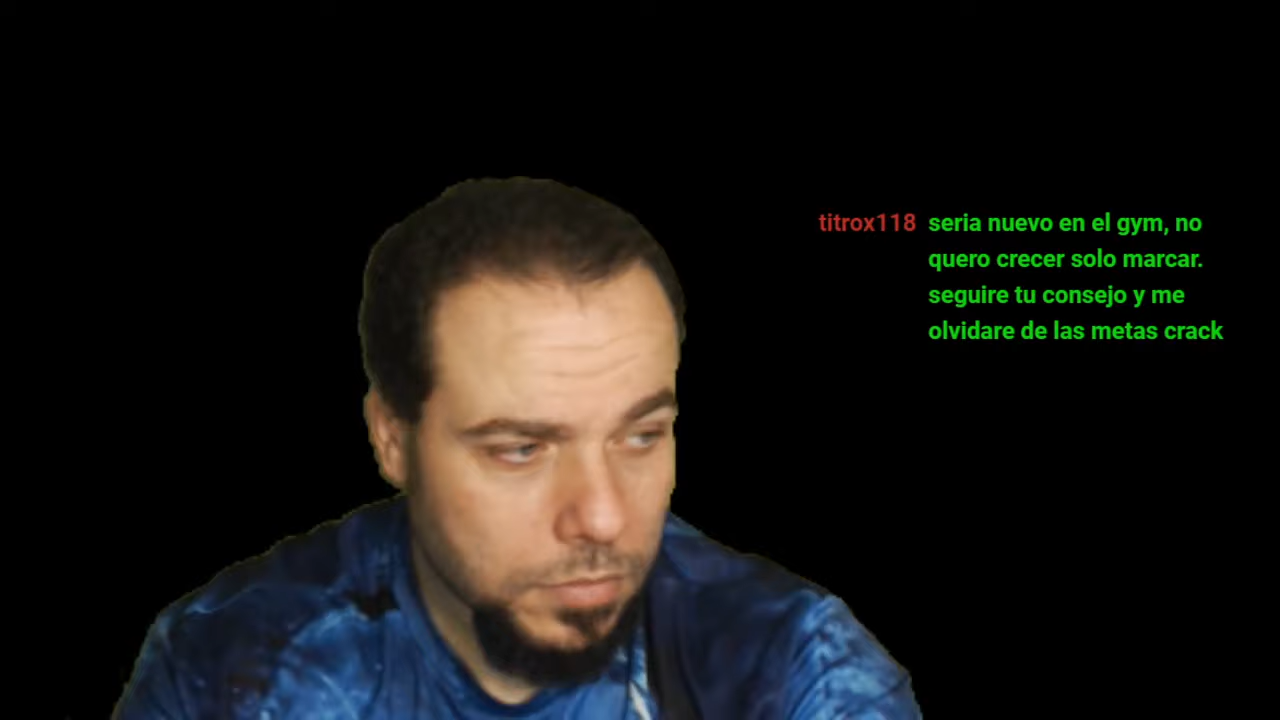 titrox118 seria nuevo en el gym, no
quero crecer solo marcar.
seguire tu consejo y me
olvidare de las metas crack